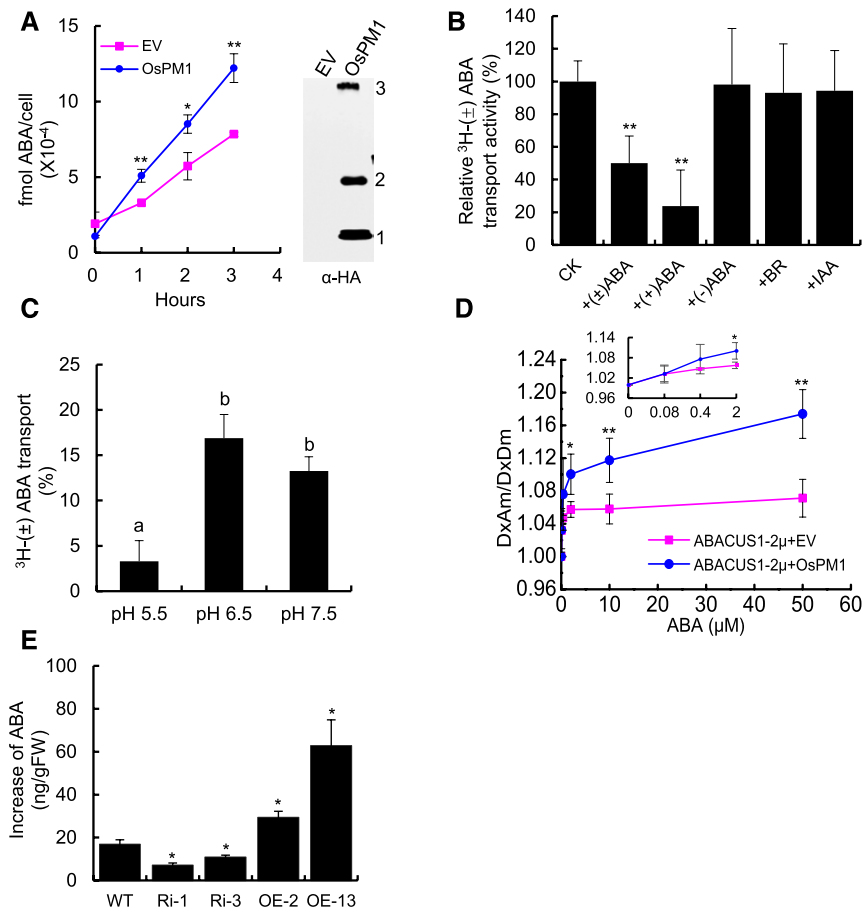 A
15
10
5
0
fmol ABA/cell
(X10⁻⁴)
EV
OsPM1
**
*
**
0 1 2 3 4
Hours
EV
OsPM1
3
2
1
α-HA
B
140
120
100
80
60
40
20
0
Relative ³H-(±) ABA
transport activity (%)
**
**
CK
+(±)ABA
+(+)ABA
+(-)ABA
+BR
+IAA
C
25
20
15
10
5
0
³H-(±) ABA transport
(%)
a
b
b
pH 5.5 pH 6.5 pH 7.5
D
1.24
1.20
1.16
1.12
1.08
1.04
1.00
0.96
DxAm/DxDm
1.14
1.08
1.02
0.96
0 0.08 0.4 2
*
*
**
**
ABACUS1-2μ+EV
ABACUS1-2μ+OsPM1
0 10 20 30 40 50 60
ABA (μM)
E
100
80
60
40
20
0
Increase of ABA
(ng/gFW)
*
*
*
*
WT Ri-1 Ri-3 OE-2 OE-13